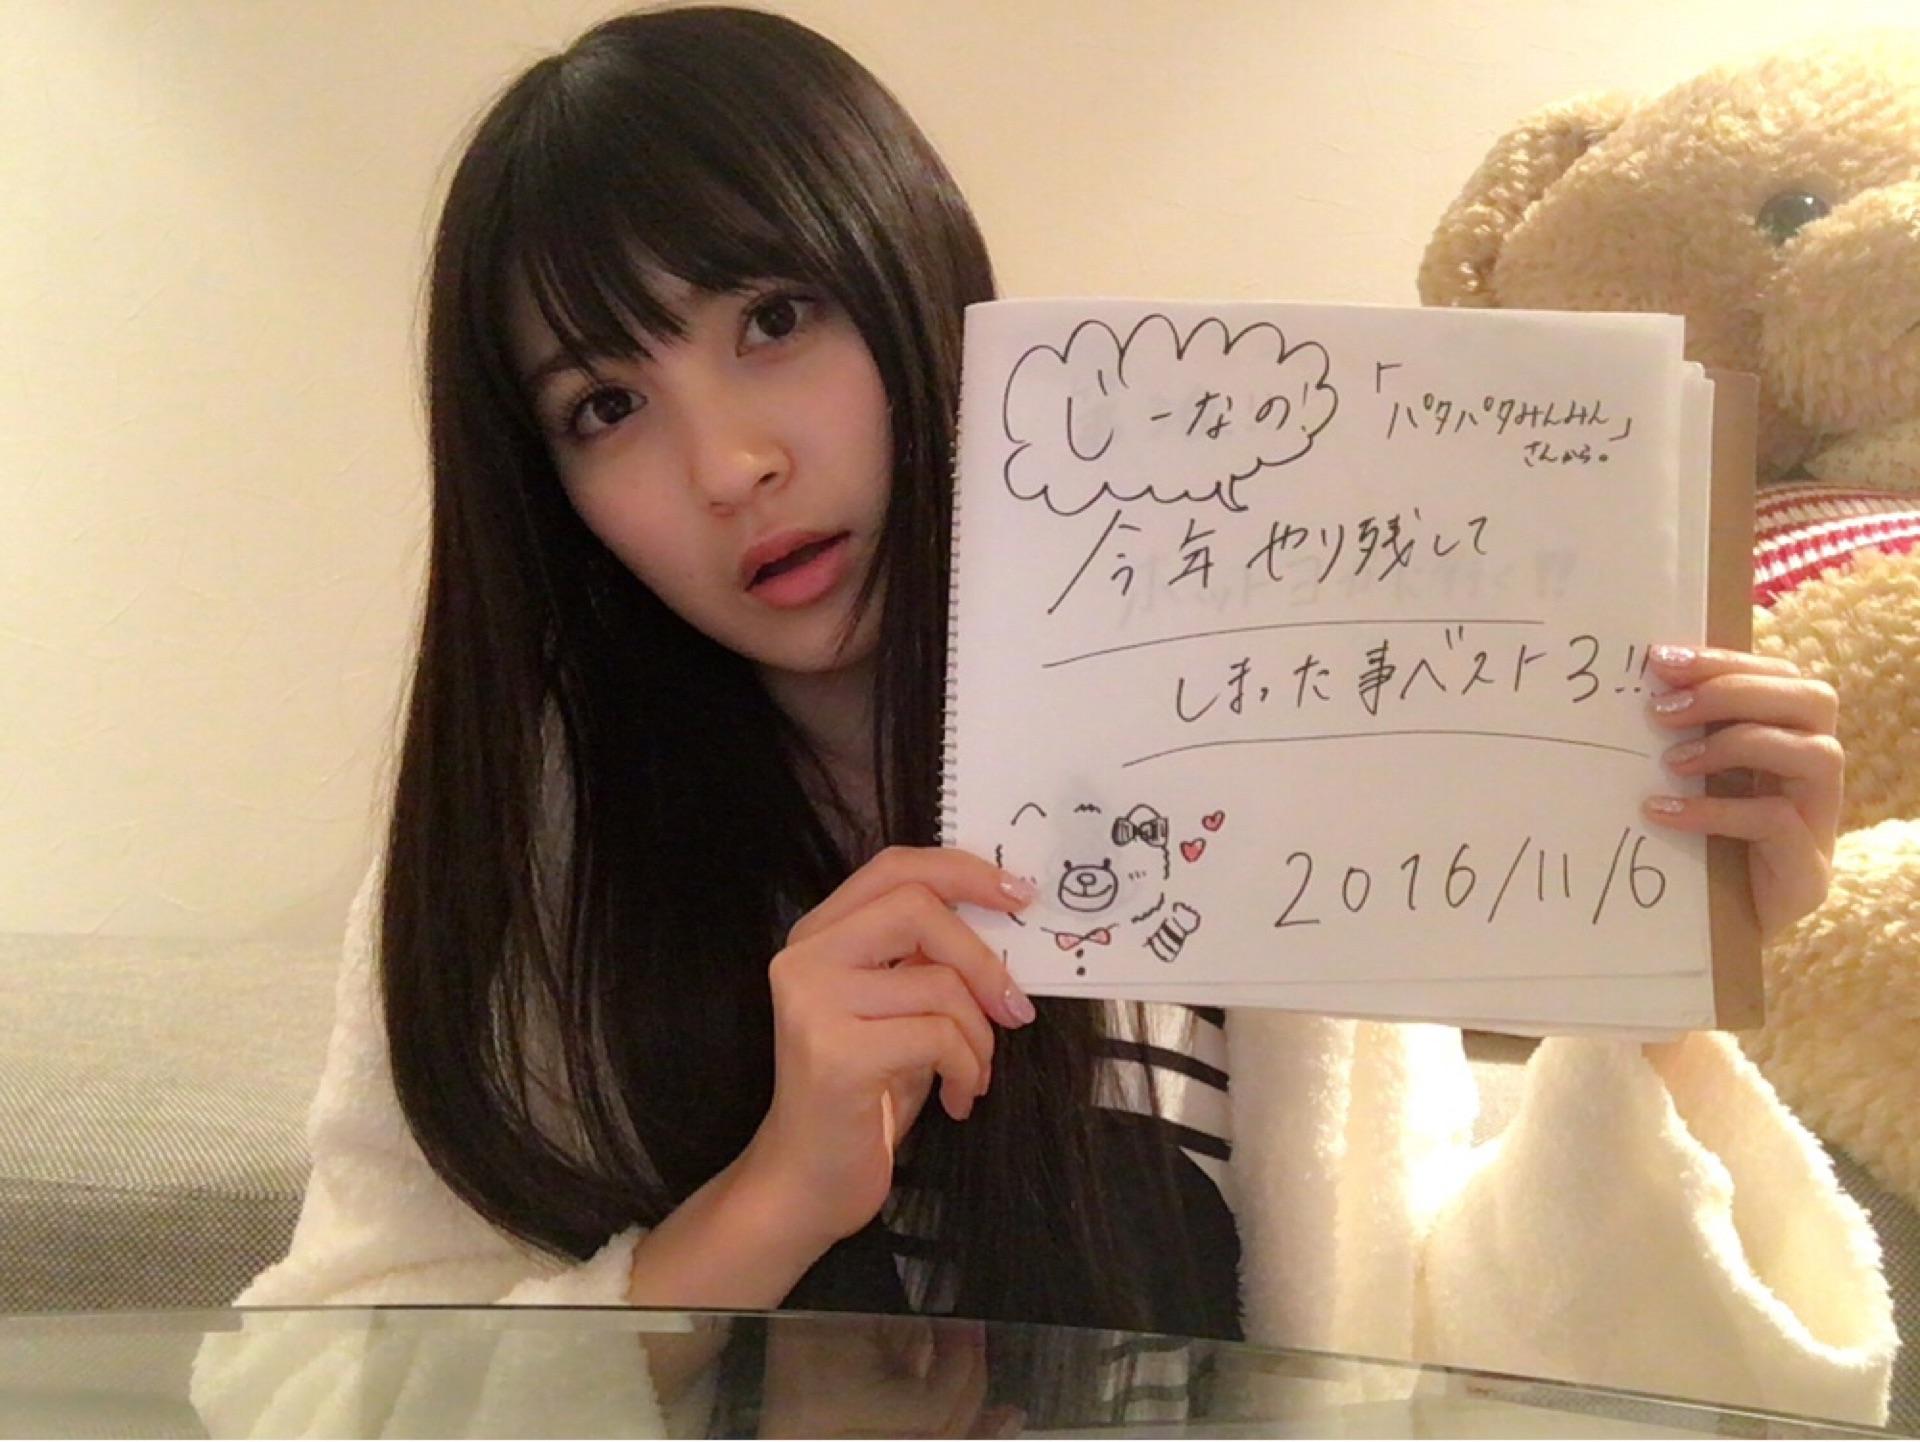 じーなの!
「パタパタみんみん」
さんから。
今年やり残して
しまった事ベスト3!!
2016/11/6